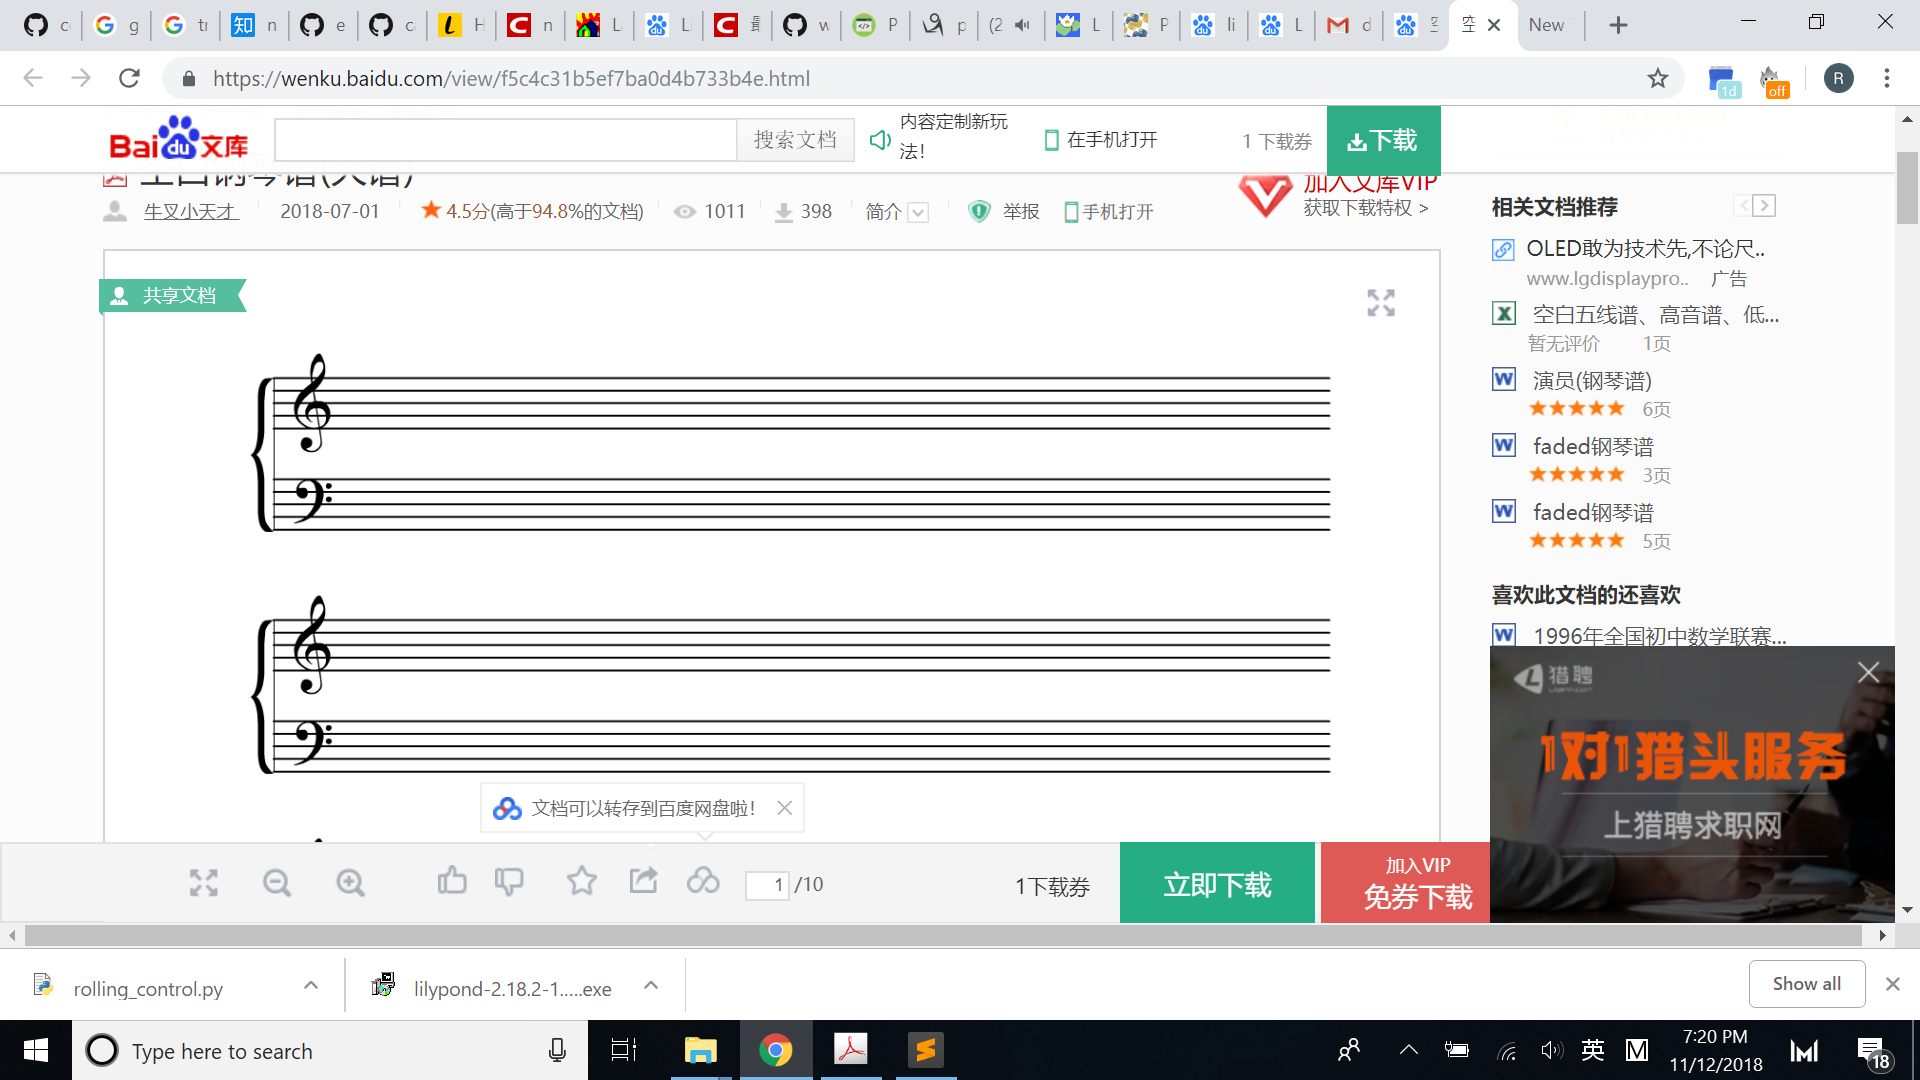 New
https://wenku.baidu.com/view/f5c4c31b5ef7ba0d4b733b4e.html
1d
off
R
Bai du 文库
搜索文档
内容定制新玩法!
在手机打开
1 下载券
下载
加入文库VIP
获取下载特权 >
牛叉小天才
2018-07-01
4.5分(高于94.8%的文档)
1011
398
简介
举报
手机打开
共享文档
相关文档推荐
OLED敢为技术先,不论尺..
www.lgdisplaypro..
广告
空白五线谱、高音谱、低...
暂无评价
1页
演员(钢琴谱)
6页
faded钢琴谱
3页
faded钢琴谱
5页
喜欢此文档的还喜欢
1996年全国初中数学联赛...
猎聘
1对1猎头服务
上猎聘求职网
文档可以转存到百度网盘啦!
1 /10
1下载券
立即下载
加入VIP
免券下载
rolling_control.py
lilypond-2.18.2-1.....exe
Show all
Type here to search
英
7:20 PM
11/12/2018
18